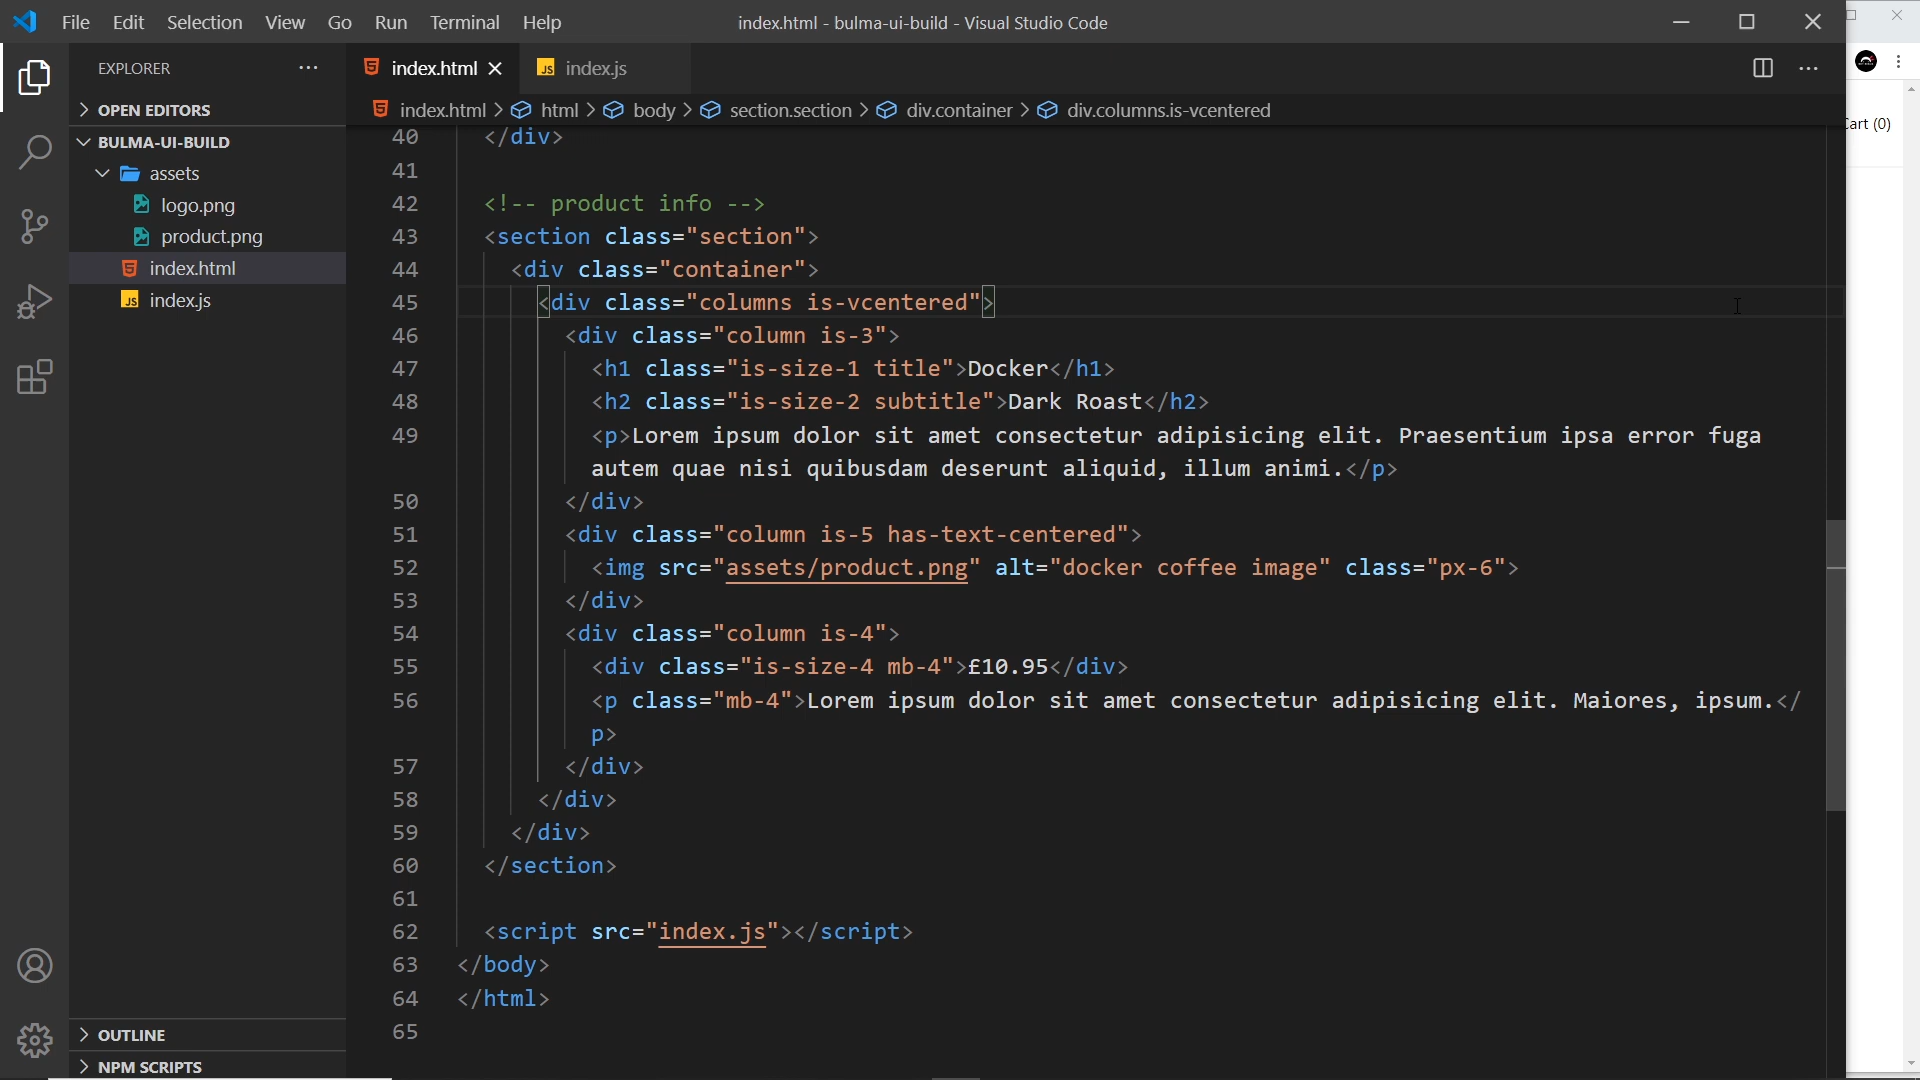 File Edit Selection View Go Run Terminal Help
index.html - bulma-ui-build - Visual Studio Code
EXPLORER
OPEN EDITORS
BULMA-UI-BUILD
assets
logo.png
product.png
index.html
JS index.js
OUTLINE
NPM SCRIPTS
index.html
JS index.js
index.html > html > body > section.section > div.container > div.columns.is-vcentered
40 </div>
41
42 <!-- product info -->
43 <section class="section">
44 <div class="container">
45 <div class="columns is-vcentered">
46 <div class="column is-3">
47 <h1 class="is-size-1 title">Docker</h1>
48 <h2 class="is-size-2 subtitle">Dark Roast</h2>
49 <p>Lorem ipsum dolor sit amet consectetur adipisicing elit. Praesentium ipsa error fuga
autem quae nisi quibusdam deserunt aliquid, illum animi.</p>
50 </div>
51 <div class="column is-5 has-text-centered">
52 <img src="assets/product.png" alt="docker coffee image" class="px-6">
53 </div>
54 <div class="column is-4">
55 <div class="is-size-4 mb-4">£10.95</div>
56 <p class="mb-4">Lorem ipsum dolor sit amet consectetur adipisicing elit. Maiores, ipsum.</
p>
57 </div>
58 </div>
59 </div>
60 </section>
61
62 <script src="index.js"></script>
63 </body>
64 </html>
65
Cart (0)